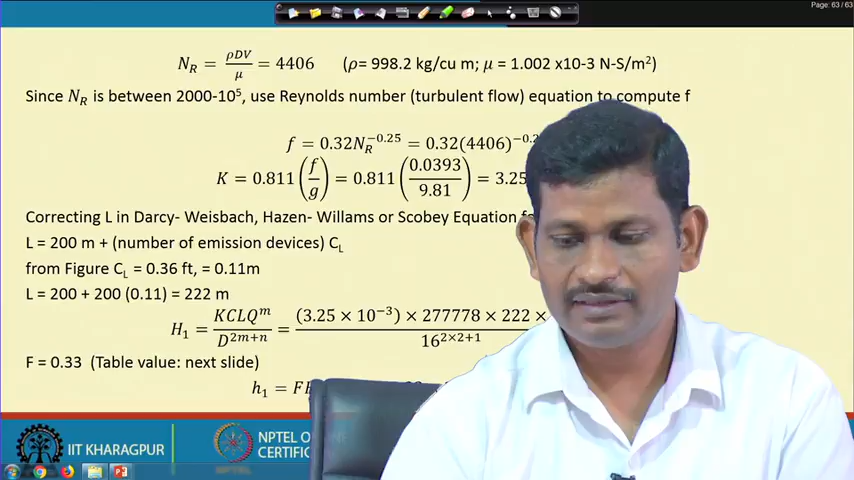 Page: 63 / 63
N_R = ρDV/μ = 4406 (ρ= 998.2 kg/cu m; μ = 1.002 x10-3 N-S/m²)
Since N_R is between 2000-10⁵, use Reynolds number (turbulent flow) equation to compute f
f = 0.32N_R^−0.25 = 0.32(4406)^−0.2
K = 0.811 (f/g) = 0.811 (0.0393/9.81) = 3.25
Correcting L in Darcy- Weisbach, Hazen- Willams or Scobey Equation
L = 200 m + (number of emission devices) C_L
from Figure C_L = 0.36 ft, = 0.11m
L = 200 + 200 (0.11) = 222 m
H₁ = KCLQ^m/D^(2m+n) = (3.25 × 10⁻³) × 277778 × 222 ×/16^(2×2+1)
F = 0.33 (Table value: next slide)
h₁ =
IIT KHARAGPUR
NPTEL
CERTIFIC
NPTEL